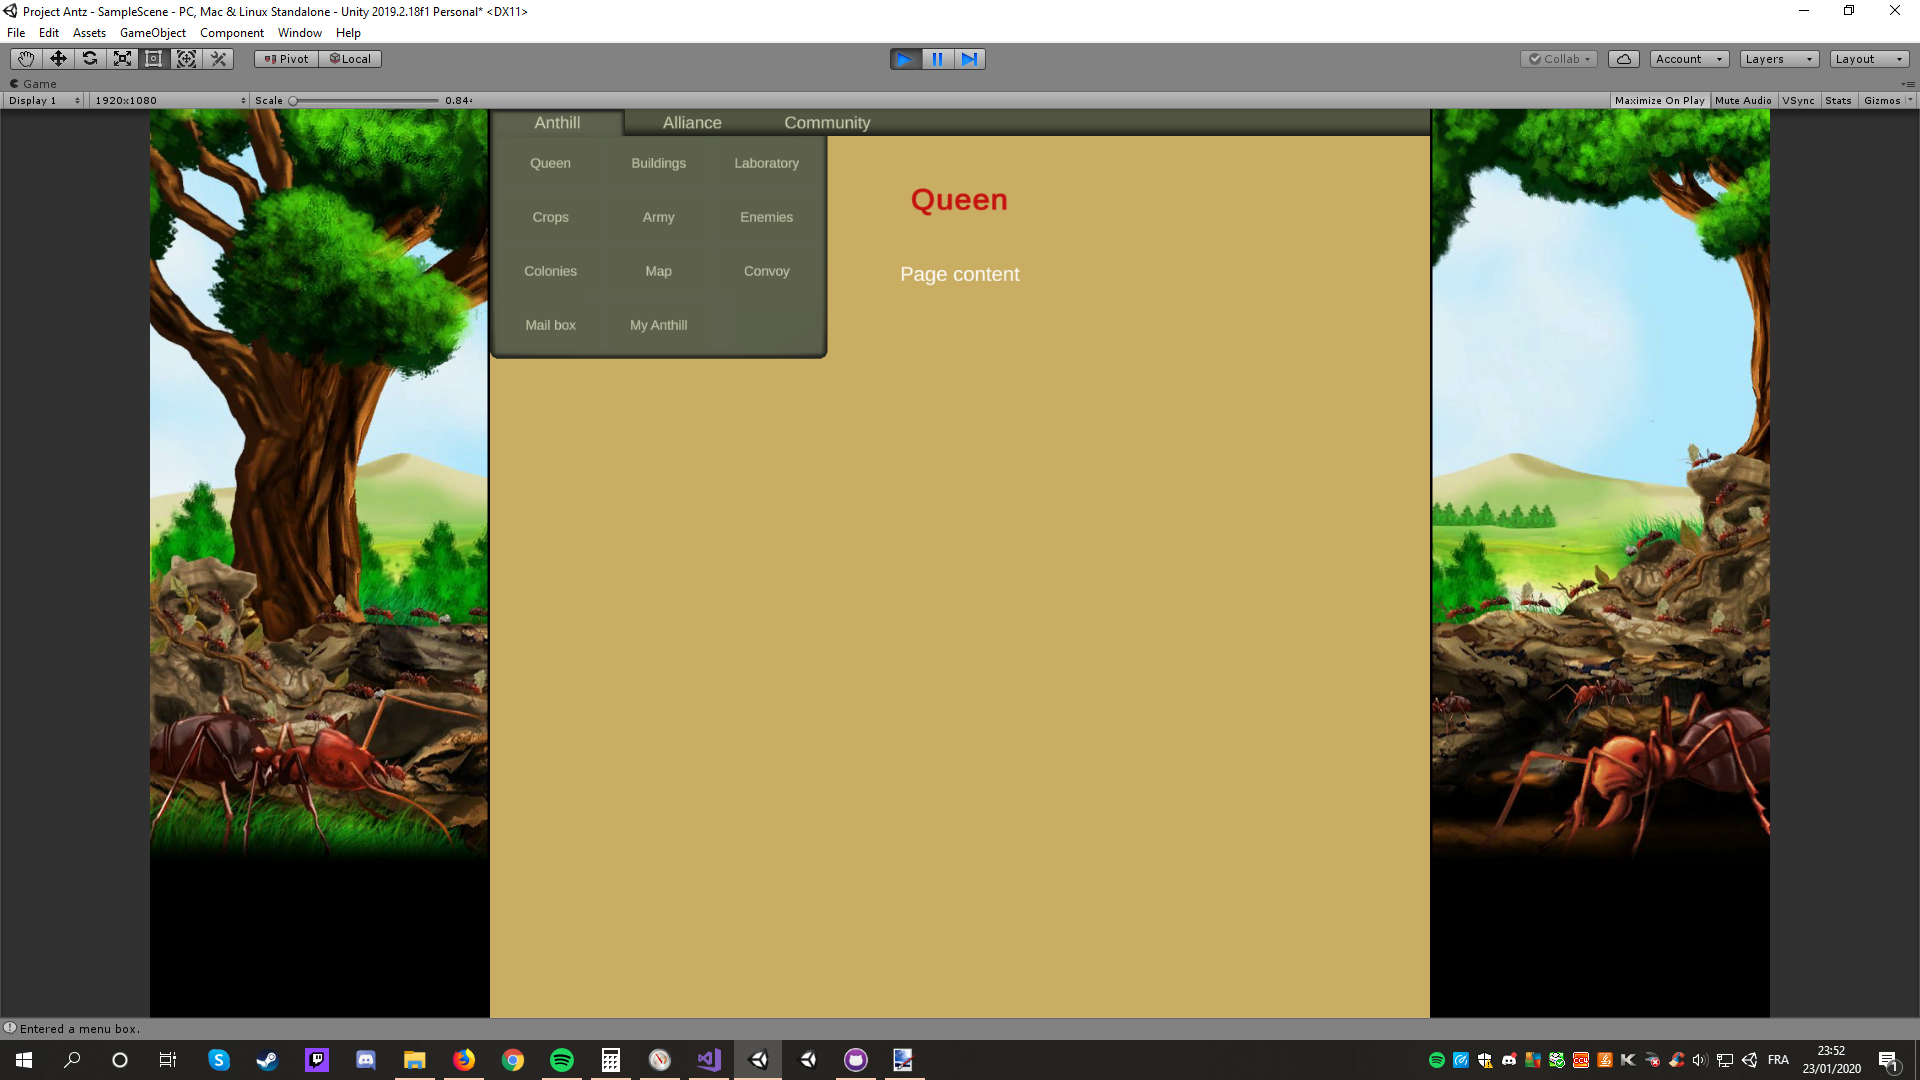 Project Antz - SampleScene - PC, Mac & Linux Standalone - Unity 2019.2.18f1 Personal* <DX11>
File Edit Assets GameObject Component Window Help
Pivot Local Collab Account Layers Layout
Game
Display 1 1920x1080 Scale 0.84 Maximize On Play Mute Audio VSync Stats Gizmos
Anthill Alliance Community
Queen Buildings Laboratory
Crops Army Enemies
Colonies Map Convoy
Mail box My Anthill
Queen
Page content
Entered a menu box.
FRA
23:52
23/01/2020
1